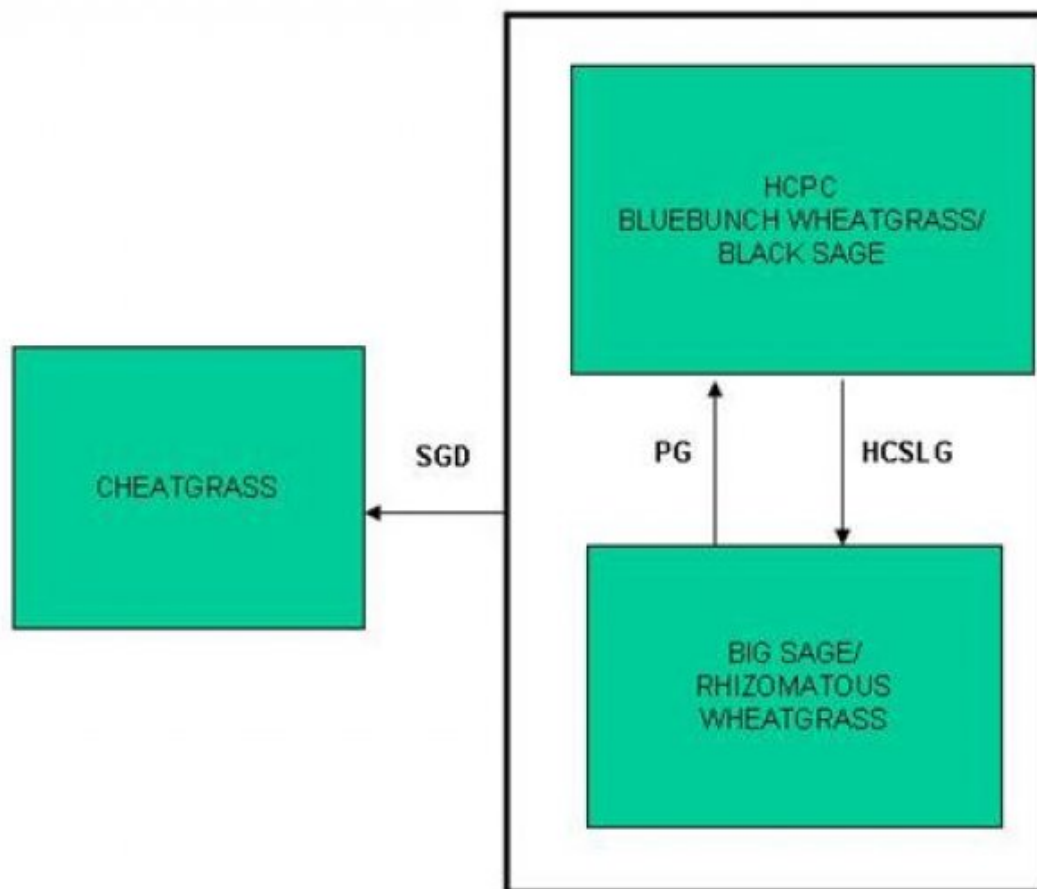 HCPC
BLUEBUNCH WHEATGRASS/
BLACK SAGE
CHEATGRASS
SGD
PG
HCSLG
BIG SAGE/
RHIZOMATOUS
WHEATGRASS